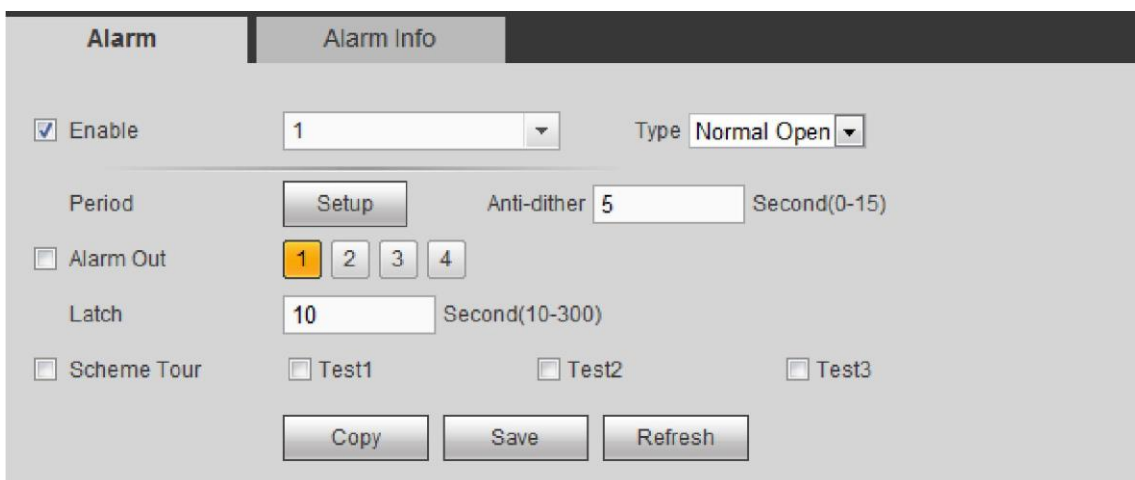 Alarm Alarm Info
Enable 1 Type Normal Open
Period Setup Anti-dither 5 Second(0-15)
Alarm Out 1 2 3 4
Latch 10 Second(10-300)
Scheme Tour Test1 Test2 Test3
Copy Save Refresh